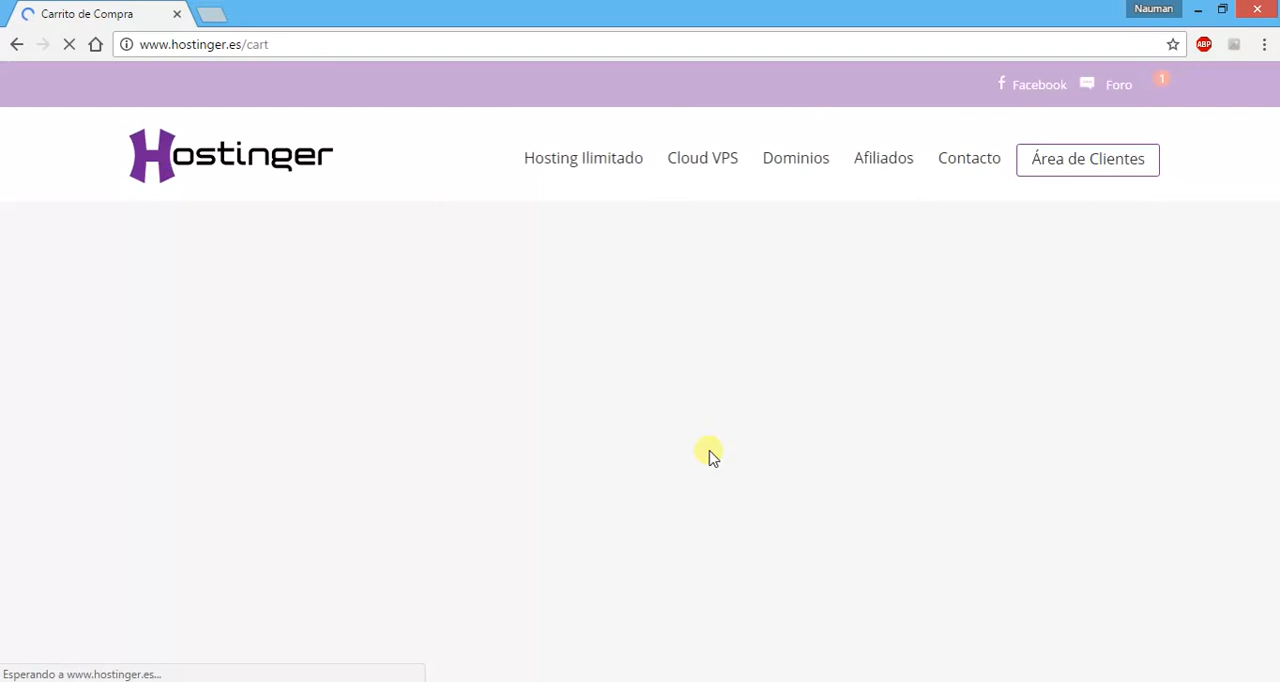 Carrito de Compra
Nauman
www.hostinger.es/cart
ABP
Facebook Foro 1
Hostinger
Hosting Ilimitado Cloud VPS Dominios Afiliados Contacto Área de Clientes
Esperando a www.hostinger.es...